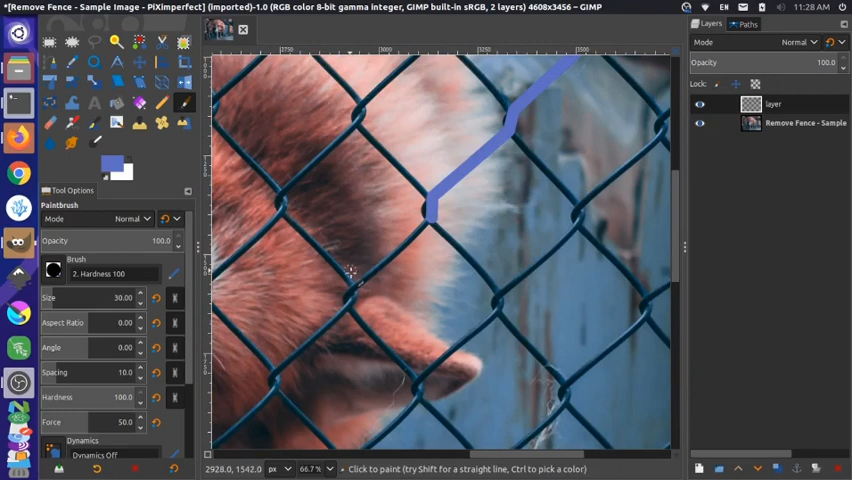 *[Remove Fence - Sample Image - PiXimperfect] (imported)-1.0 (RGB color 8-bit gamma integer, GIMP built-in sRGB, 2 layers) 4608x3456 – GIMP
EN
11:28 AM
Layers
Paths
Mode
Normal
Opacity
100.0
Lock:
layer
Remove Fence - Sample
2750
3000
3250
3500
Tool Options
Paintbrush
Mode
Normal
Opacity
100.0
Brush
2. Hardness 100
Size
30.00
Aspect Ratio
0.00
Angle
0.00
Spacing
10.0
Hardness
100.0
Force
50.0
Dynamics
Dynamics Off
2928.0, 1542.0
px
66.7 %
Click to paint (try Shift for a straight line, Ctrl to pick a color)